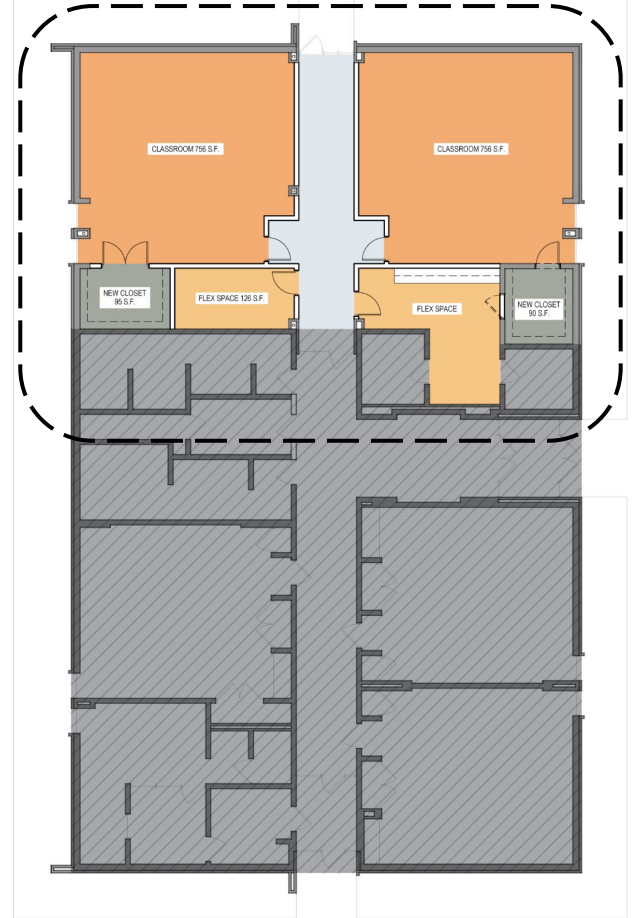 CLASSROOM 756 S.F.
CLASSROOM 756 S.F.
NEW CLOSET
95 S.F.
FLEX SPACE 126 S.F.
FLEX SPACE
NEW CLOSET
90 S.F.